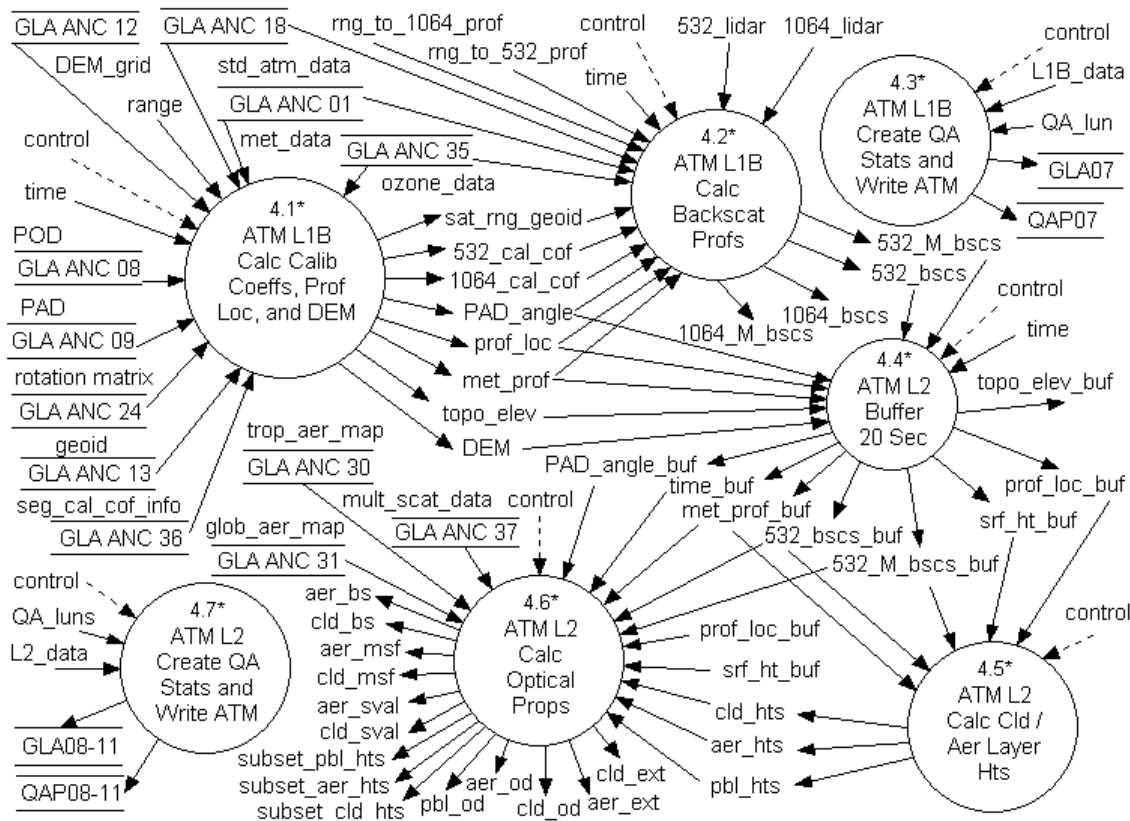 GLA ANC 12
GLA ANC 18
rng_to_1064_prof
rng_to_532_prof
control
532_lidar
1064_lidar
control
DEM_grid
std_atm_data
time
L1B_data
range
GLA ANC 01
QA_lun
control
met_data
GLA ANC 35
GLA07
time
ozone_data
QAP07
4.1*
ATM L1B
Calc Calib
Coeffs, Prof
Loc, and DEM
4.2*
ATM L1B
Calc
Backscat
Profs
4.3*
ATM L1B
Create QA
Stats and
Write ATM
POD
GLA ANC 08
PAD
GLA ANC 09
rotation matrix
GLA ANC 24
geoid
GLA ANC 13
seg_cal_cof_info
GLA ANC 36
sat_rng_geoid
532_cal_cof
1064_cal_cof
PAD_angle
prof_loc
met_prof
topo_elev
DEM
532_M_bscs
532_bscs
1064_bscs
1064_M_bscs
control
time
topo_elev_buf
4.4*
ATM L2
Buffer
20 Sec
trop_aer_map
GLA ANC 30
mult_scat_data
control
glob_aer_map
GLA ANC 37
GLA ANC 31
PAD_angle_buf
time_buf
met_prof_buf
532_bscs_buf
532_M_bscs_buf
prof_loc_buf
srf_ht_buf
control
QA_luns
L2_data
4.7*
ATM L2
Create QA
Stats and
Write ATM
GLA08-11
QAP08-11
aer_bs
cld_bs
aer_msf
cld_msf
aer_sval
cld_sval
subset_pbl_hts
subset_aer_hts
subset_cld_hts
4.6*
ATM L2
Calc
Optical
Props
pbl_od
aer_od
cld_od
aer_ext
cld_ext
prof_loc_buf
srf_ht_buf
cld_hts
aer_hts
pbl_hts
control
4.5*
ATM L2
Calc Cld /
Aer Layer
Hts